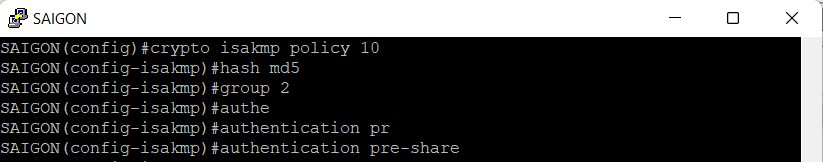 SAIGON
SAIGON(config)#crypto isakmp policy 10
SAIGON(config-isakmp)#hash md5
SAIGON(config-isakmp)#group 2
SAIGON(config-isakmp)#authe
SAIGON(config-isakmp)#authentication pr
SAIGON(config-isakmp)#authentication pre-share